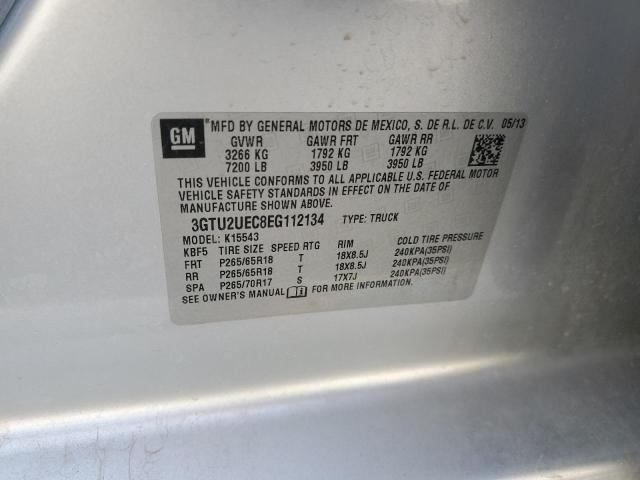 GM ®MFD BY GENERAL MOTORS DE MEXICO, S. DE R.L. DE C.V. 05/13
GVWR GAWR FRT GAWR RR
3266 KG 1792 KG 1792 KG
7200 LB 3950 LB 3950 LB
THIS VEHICLE CONFORMS TO ALL APPLICABLE U.S. FEDERAL MOTOR
VEHICLE SAFETY STANDARDS IN EFFECT ON THE DATE OF
MANUFACTURE SHOWN ABOVE.
3GTU2UEC8EG112134 TYPE: TRUCK
MODEL: K15543
KBF5 TIRE SIZE SPEED RTG RIM COLD TIRE PRESSURE
FRT P265/65R18 T 18X8.5J 240KPA(35PSI)
RR P265/65R18 T 18X8.5J 240KPA(35PSI)
SPA P265/70R17 S 17X7J 240KPA(35PSI)
SEE OWNER'S MANUAL FOR MORE INFORMATION.